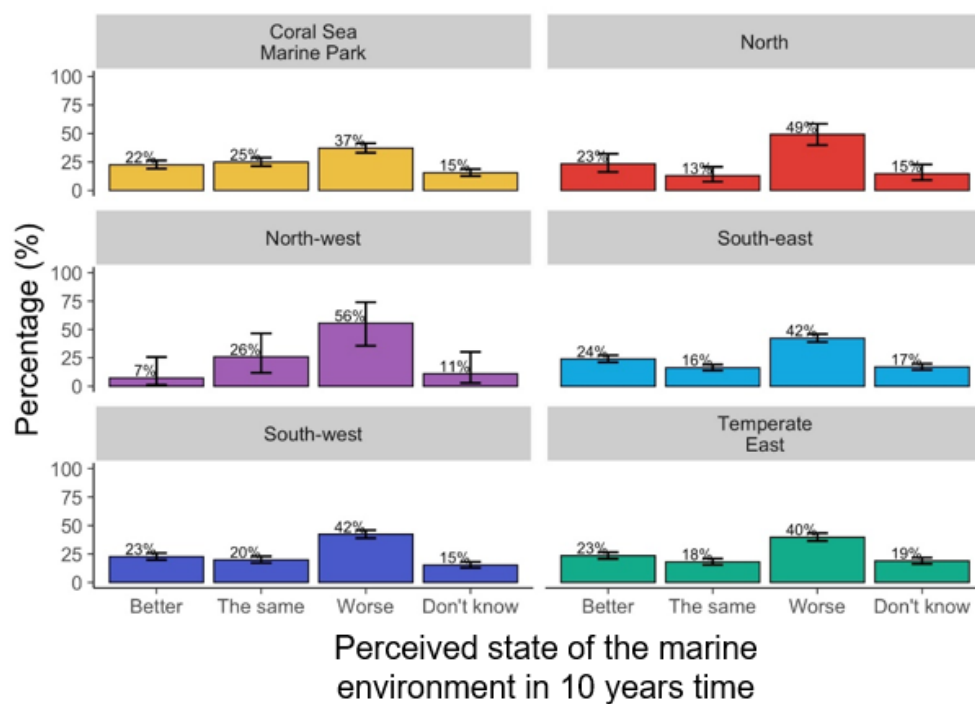 Coral Sea
Marine Park
North
100
75
50
25
0
22%
25%
37%
15%
23%
13%
49%
15%
North-west
South-east
100
75
50
25
0
7%
26%
56%
11%
24%
16%
42%
17%
South-west
Temperate
East
100
75
50
25
0
23%
20%
42%
15%
23%
18%
40%
19%
Better
The same
Worse
Don't know
Better
The same
Worse
Don't know
Percentage (%)
Perceived state of the marine
environment in 10 years time